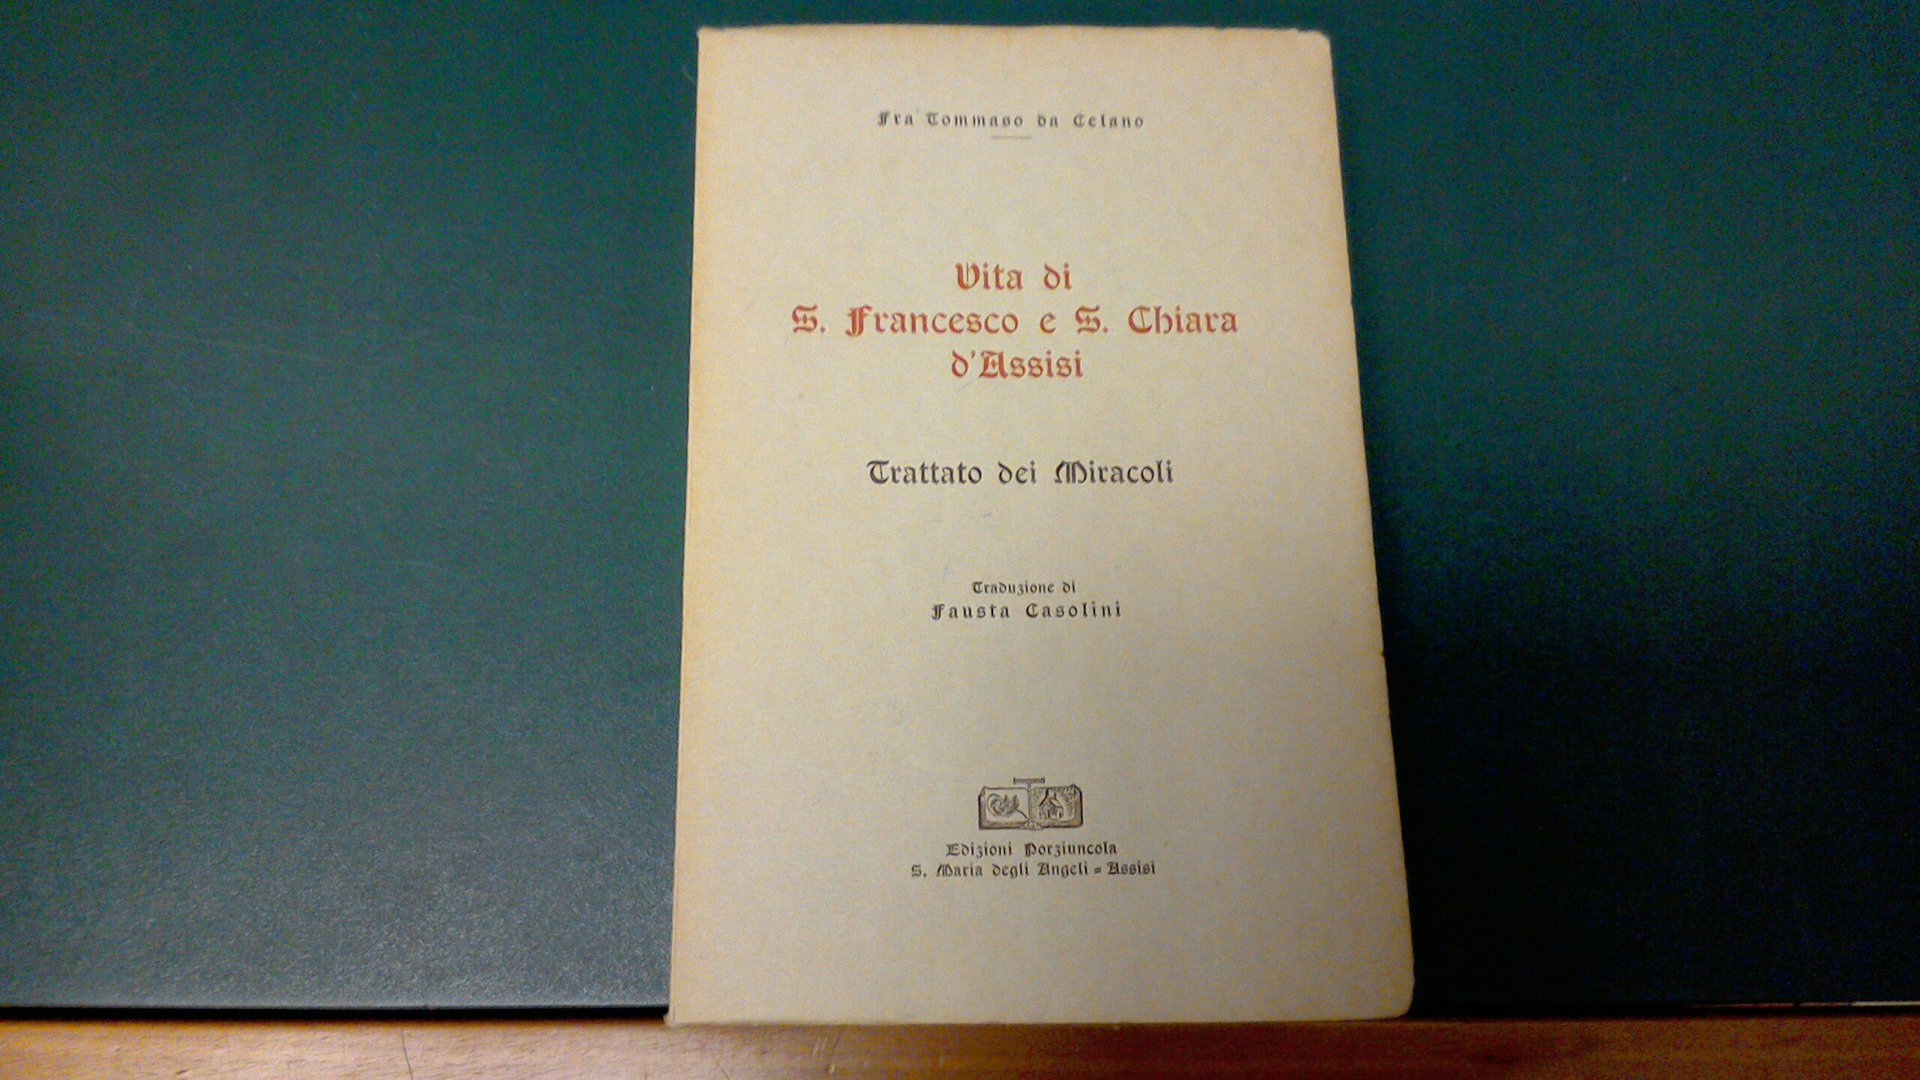 Fra Tommaso da Celano
Vita di
S. Francesco e S. Chiara
d'Assisi
Trattato dei Miracoli
Traduzione di
Fausta Casolini
Edizioni Porziuncola
S. Maria degli Angeli = Assisi